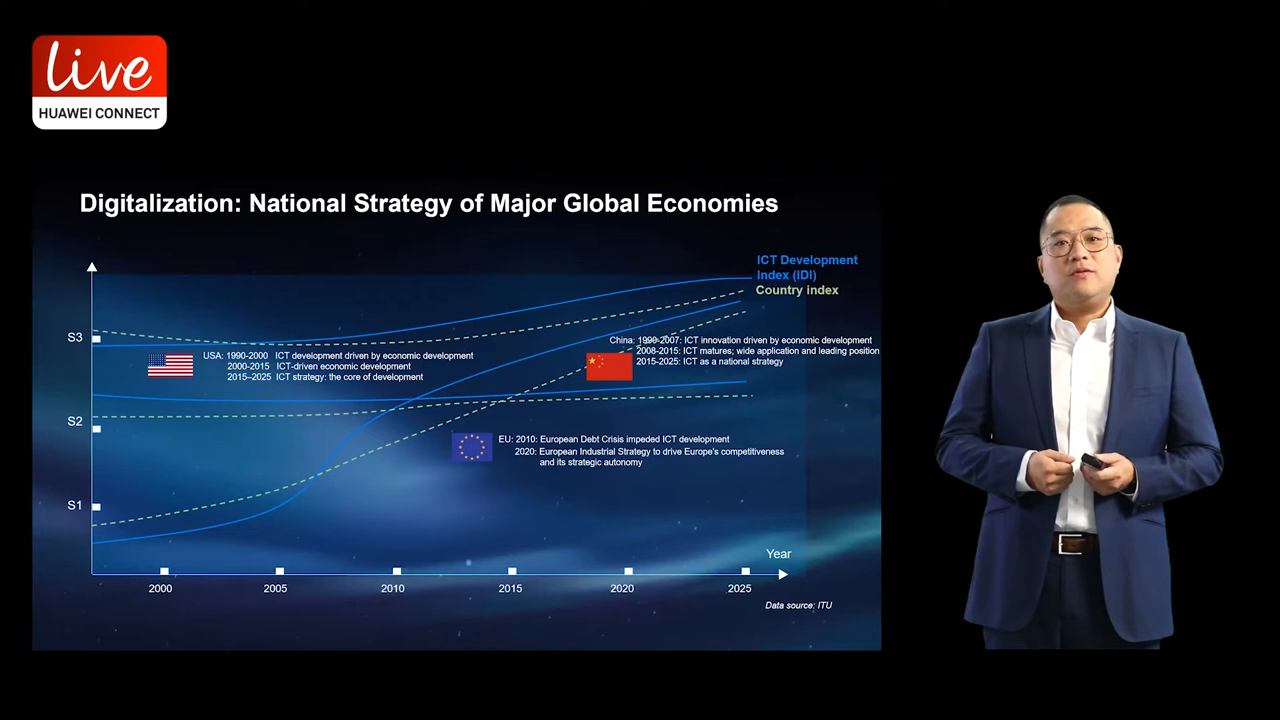 live
HUAWEI CONNECT
Digitalization: National Strategy of Major Global Economies
ICT Development
Index (IDI)
Country index
S3
China: 1990-2007: ICT innovation driven by economic development
2008-2015: ICT matures; wide application and leading position
2015-2025: ICT as a national strategy
USA: 1990-2000 ICT development driven by economic development
2000-2015 ICT-driven economic development
2015–2025 ICT strategy: the core of development
S2
EU: 2010: European Debt Crisis impeded ICT development
2020: European Industrial Strategy to drive Europe's competitiveness
and its strategic autonomy
S1
Year
2000 2005 2010 2015 2020 2025
Data source: ITU